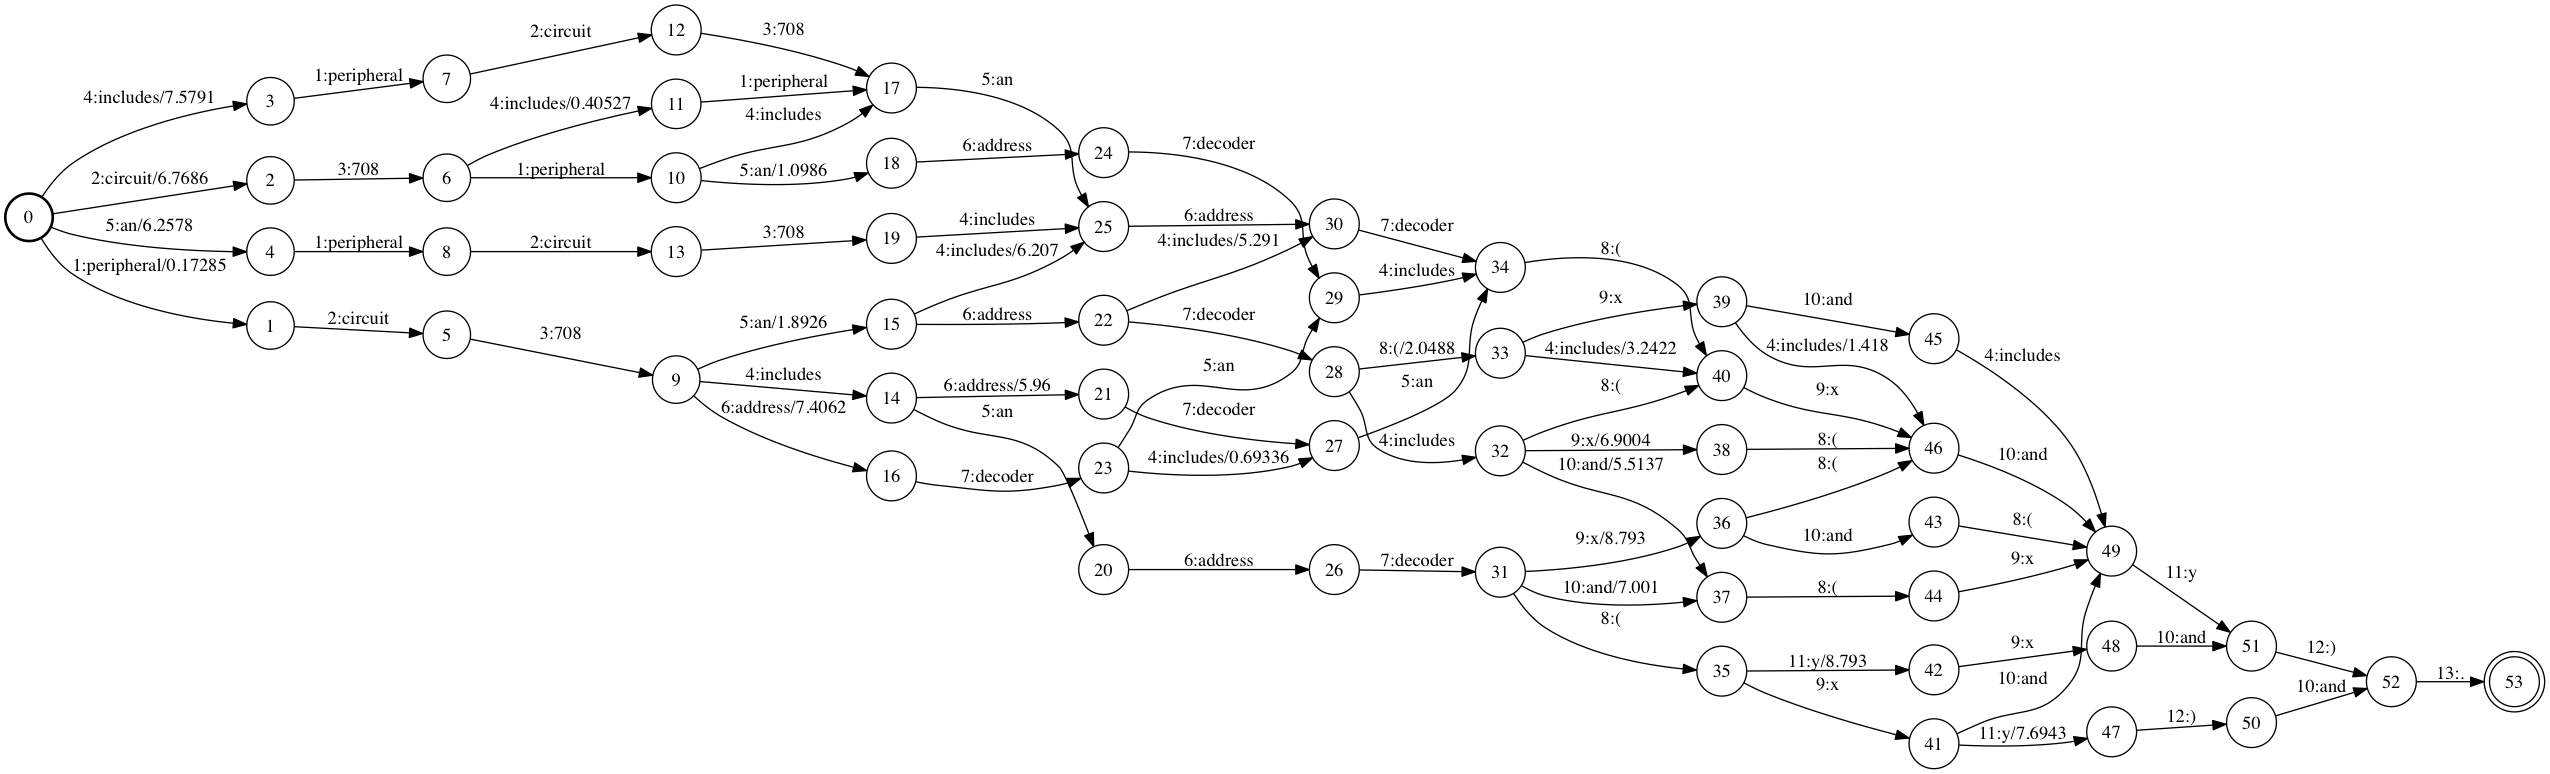 0
4:includes/7.5791
2:circuit/6.7686
5:an/6.2578
1:peripheral/0.17285
3
2
4
1
1:peripheral
3:708
1:peripheral
2:circuit
7
6
8
5
2:circuit
4:includes/0.40527
1:peripheral
2:circuit
3:708
12
11
10
13
9
3:708
1:peripheral
4:includes
5:an/1.0986
3:708
5:an/1.8926
4:includes
6:address/7.4062
17
18
19
15
14
16
5:an
6:address
4:includes
4:includes/6.207
6:address
6:address/5.96
5:an
7:decoder
24
25
22
21
23
20
7:decoder
6:address
4:includes/5.291
7:decoder
5:an
7:decoder
4:includes/0.69336
6:address
30
29
28
27
26
7:decoder
4:includes
8:(/2.0488
5:an
4:includes
7:decoder
34
33
32
31
8:(
9:x
4:includes/3.2422
8:(
9:x/6.9004
10:and/5.5137
9:x/8.793
10:and/7.001
8:(
39
40
38
36
37
35
10:and
4:includes/1.418
9:x
8:(
8:(
10:and
8:(
11:y/8.793
9:x
45
46
43
44
42
41
4:includes
10:and
8:(
9:x
9:x
10:and
11:y/7.6943
49
48
47
11:y
10:and
12:)
51
50
12:)
10:and
52
13:.
53